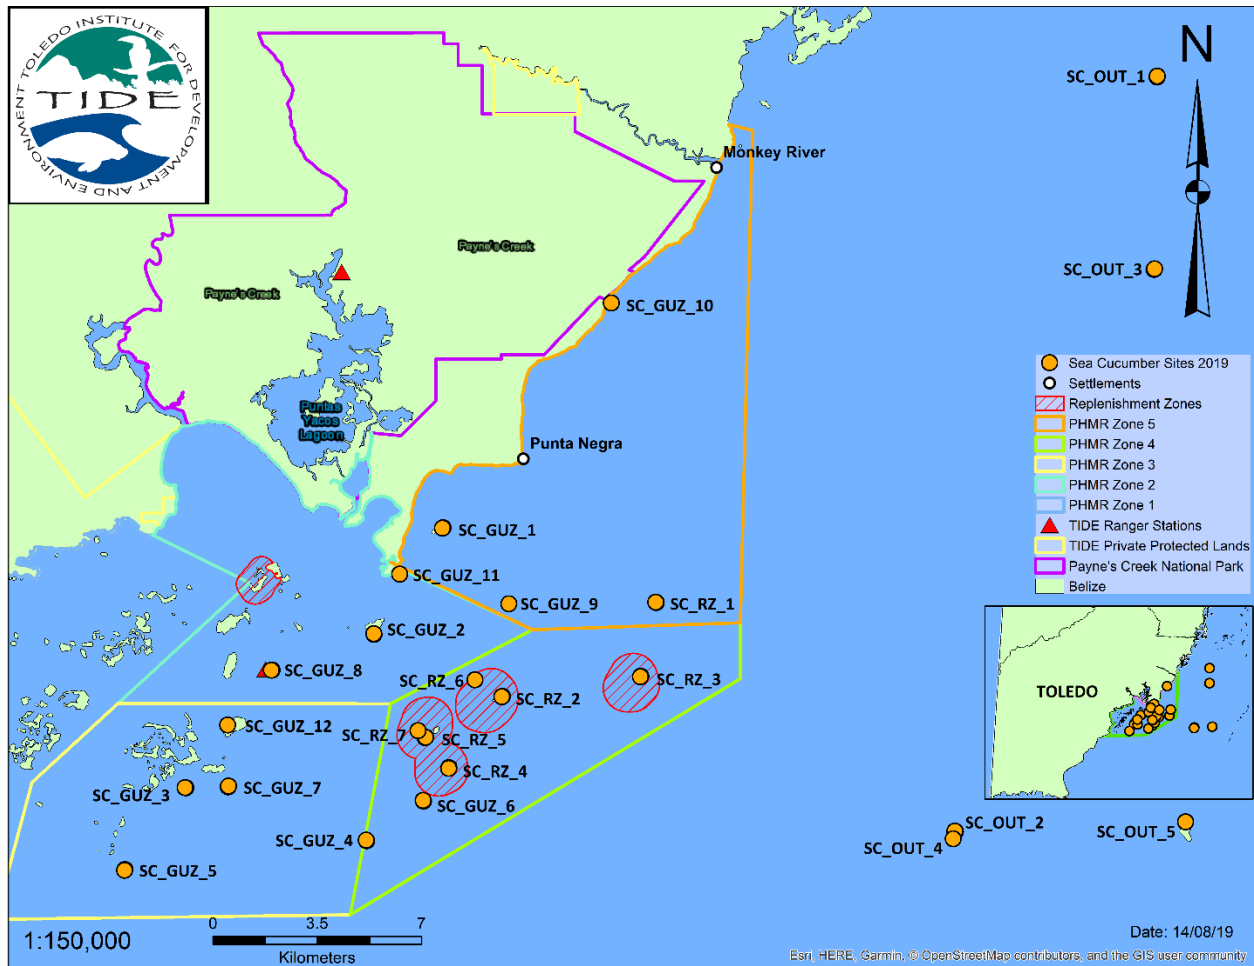 TOLEDO INSTITUTE FOR DEVELOPMENT AND ENVIRONMENT
TIDE
N
SC_OUT_1
Monkey River
Payne's Creek
SC_OUT_3
Payne's Creek
SC_GUZ_10
Sea Cucumber Sites 2019
Settlements
Replenishment Zones
PHMR Zone 5
PHMR Zone 4
PHMR Zone 3
PHMR Zone 2
PHMR Zone 1
TIDE Ranger Stations
TIDE Private Protected Lands
Payne's Creek National Park
Belize
Puntas
Yacos
Lagoon
Punta Negra
SC_GUZ_1
SC_GUZ_11
SC_GUZ_9
SC_RZ_1
SC_GUZ_2
SC_GUZ_8
SC_RZ_6
SC_RZ_2
SC_RZ_3
TOLEDO
SC_GUZ_12
SC_RZ_7
SC_RZ_5
SC_RZ_4
SC_GUZ_3
SC_GUZ_7
SC_GUZ_6
SC_GUZ_4
SC_GUZ_5
SC_OUT_2
SC_OUT_4
SC_OUT_5
0 3.5 7
Kilometers
1:150,000
Date: 14/08/19
Esri, HERE, Garmin, © OpenStreetMap contributors, and the GIS user community